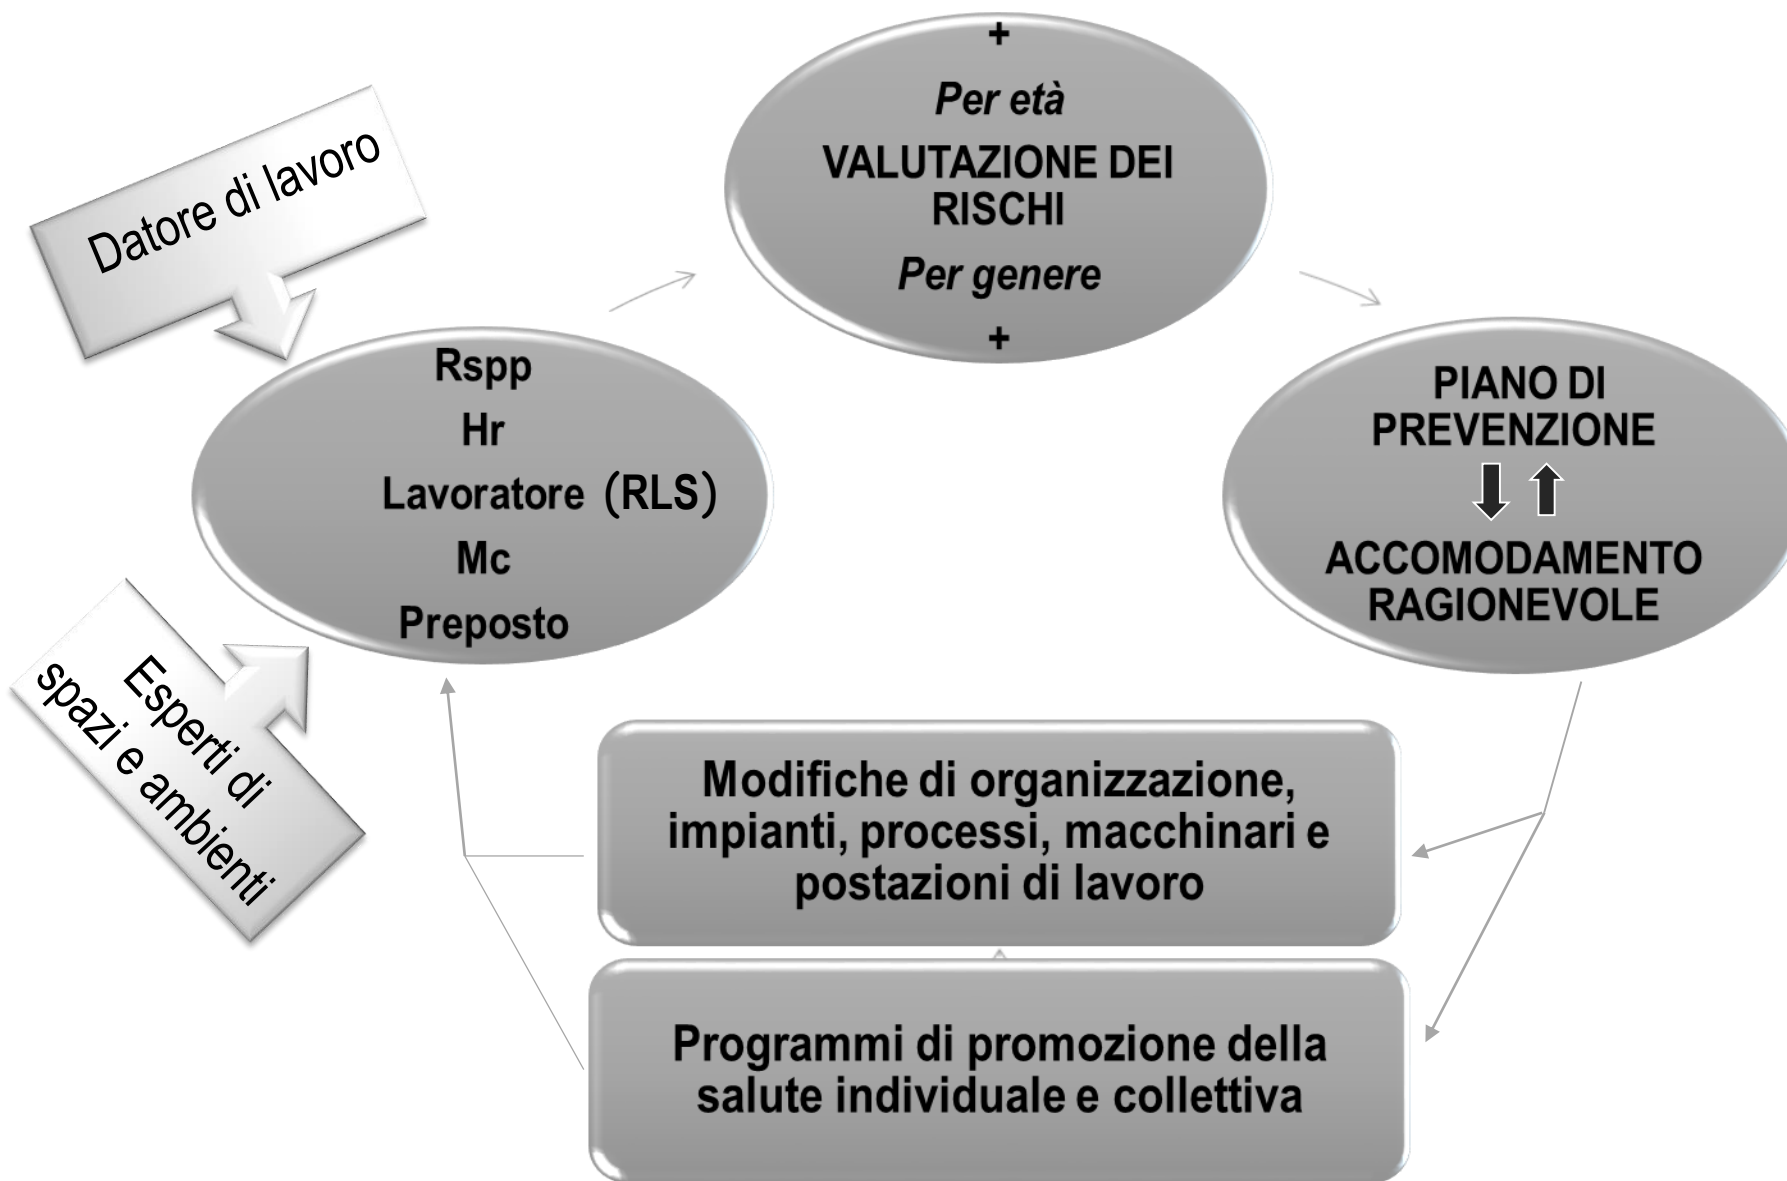 Datore di lavoro
+
Per età
VALUTAZIONE DEI
RISCHI
Per genere
+
Rspp
Hr
Lavoratore (RLS)
Mc
Preposto
PIANO DI
PREVENZIONE
ACCOMODAMENTO
RAGIONEVOLE
Esperti di
spazi e ambienti
Modifiche di organizzazione,
impianti, processi, macchinari e
postazioni di lavoro
Programmi di promozione della
salute individuale e collettiva